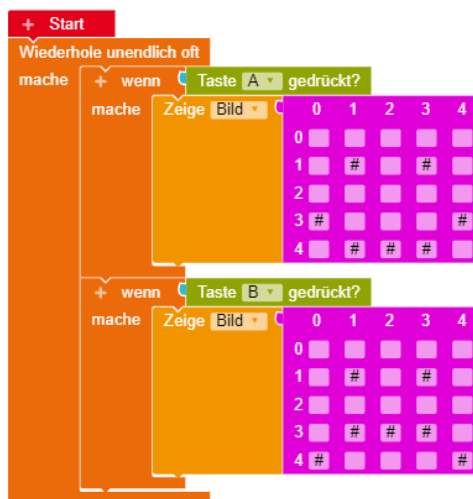 + Start
Wiederhole unendlich oft
mache + wenn Taste A gedrückt?
mache Zeige Bild 0 1 2 3 4
0
1 # #
2
3 # #
4 # # #
+ wenn Taste B gedrückt?
mache Zeige Bild 0 1 2 3 4
0
1 # #
2
3 # # #
4 # #